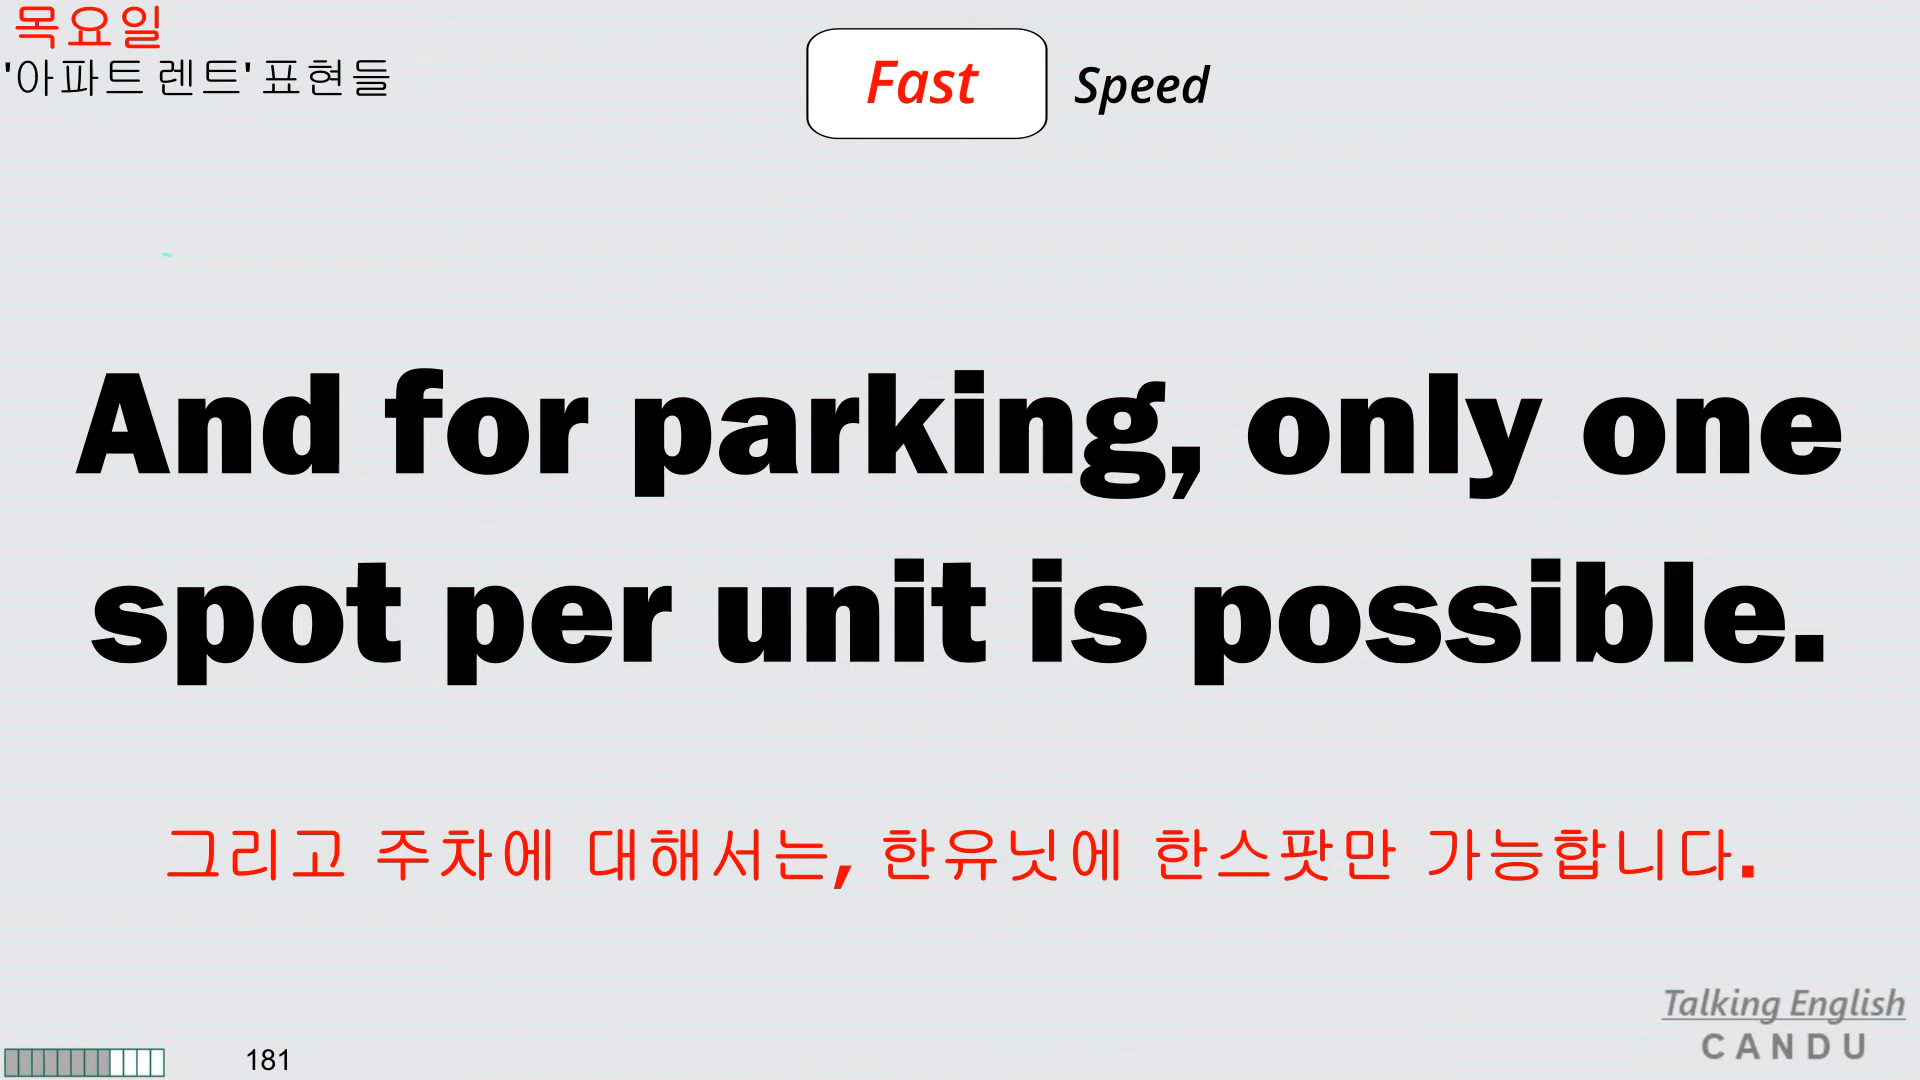 목요일
'아파트 렌트' 표현들
Fast Speed
And for parking, only one
spot per unit is possible.
그리고 주차에 대해서는, 한유닛에 한스팟만 가능합니다.
Talking English
CANDU
181